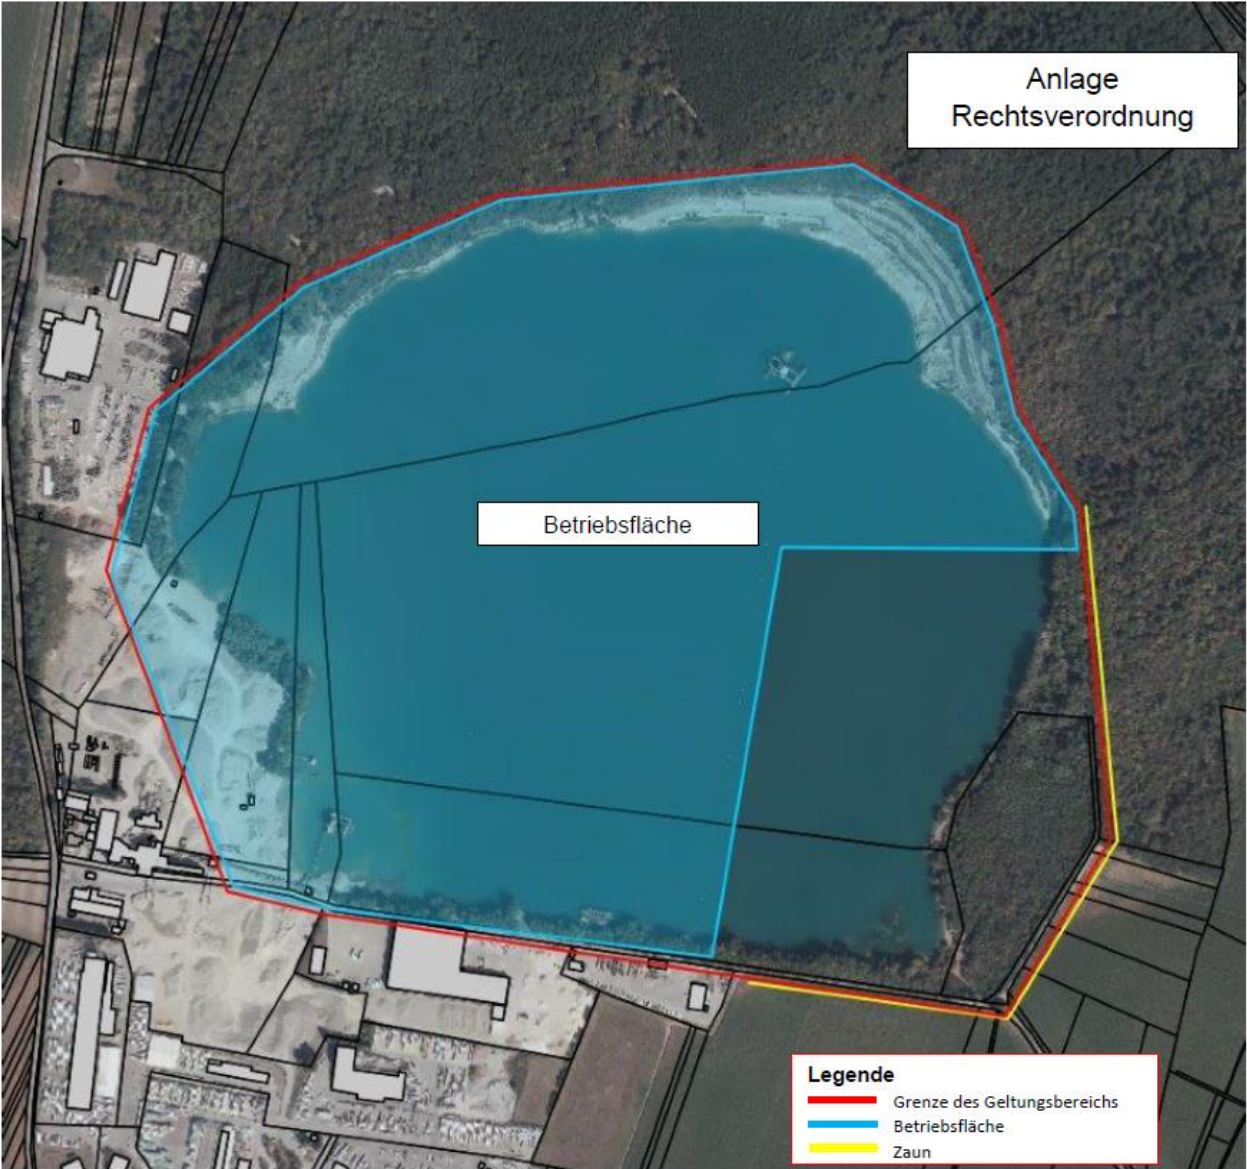 Anlage
Rechtsverordnung
Betriebsfläche
Legende
Grenze des Geltungsbereichs
Betriebsfläche
Zaun